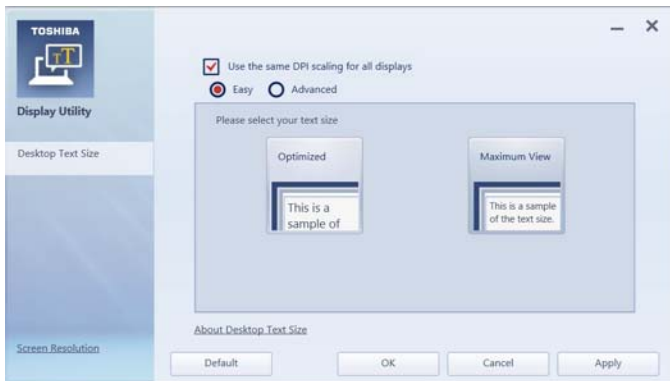 TOSHIBA
TT
Display Utility
Desktop Text Size
Screen Resolution
Use the same DPI scaling for all displays
Easy Advanced
Please select your text size
Optimized
This is a
sample of
Maximum View
This is a sample
of the text size.
About Desktop Text Size
Default OK Cancel Apply